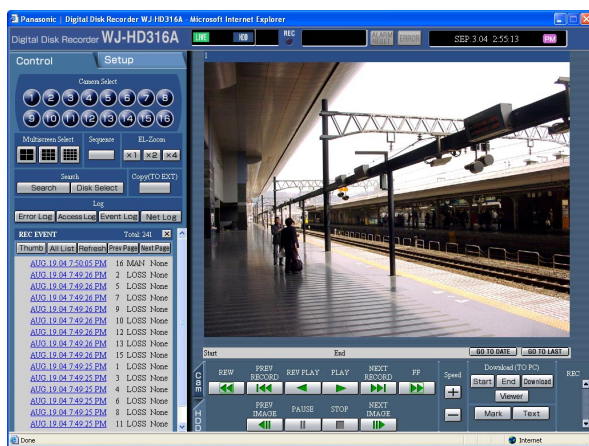 Panasonic | Digital Disk Recorder WJ-HD316A - Microsoft Internet Explorer
Digital Disk Recorder WJ-HD316A
LIVE HDD REC ALARM RESET ERROR SEP.3.04 2:55:13 PM
Control Setup
1
Camera Select
1 2 3 4 5 6 7 8
9 10 11 12 13 14 15 16
Multiscreen Select Sequence EL-Zoom
×1 ×2 ×4
Search Copy(TO EXT)
Search Disk Select
Log
Error Log Access Log Event Log Net Log
REC EVENT Total: 241
Thumb All List Refresh Prev Page Next Page
AUG.19.04 7:50:05 PM 16 MAN None
AUG.19.04 7:49:26 PM 2 LOSS None
AUG.19.04 7:49:26 PM 5 LOSS None
AUG.19.04 7:49:26 PM 7 LOSS None
AUG.19.04 7:49:26 PM 9 LOSS None
AUG.19.04 7:49:26 PM 10 LOSS None
AUG.19.04 7:49:26 PM 12 LOSS None
AUG.19.04 7:49:26 PM 13 LOSS None
AUG.19.04 7:49:26 PM 15 LOSS None
AUG.19.04 7:49:25 PM 1 LOSS None
AUG.19.04 7:49:25 PM 3 LOSS None
AUG.19.04 7:49:25 PM 4 LOSS None
AUG.19.04 7:49:25 PM 6 LOSS None
AUG.19.04 7:49:25 PM 8 LOSS None
AUG.19.04 7:49:25 PM 11 LOSS None
Start End GO TO DATE GO TO LAST
Cam
HDD
REW PREV RECORD REV PLAY PLAY NEXT RECORD FF
PREV IMAGE PAUSE STOP NEXT IMAGE
Speed
Download (TO PC)
Start End Download
Viewer
Mark Text
REC
Done Internet